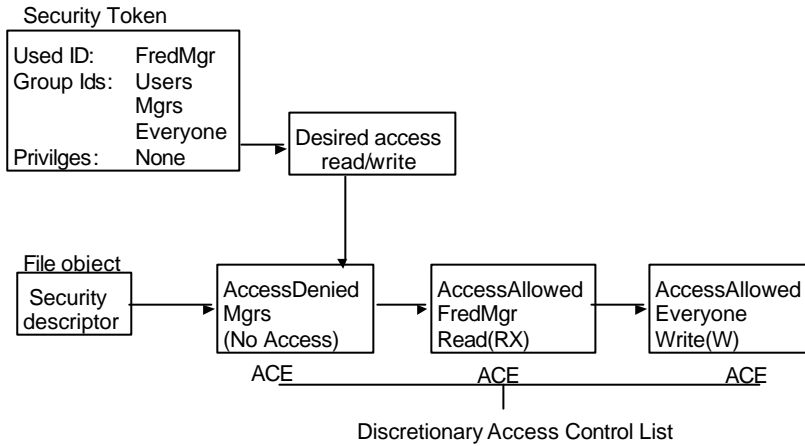 Security Token
Used ID: FredMgr
Group Ids: Users
Mgrs
Everyone
Privilges: None
Desired access
read/write
File object
Security
descriptor
AccessDenied
Mgrs
(No Access)
AccessAllowed
FredMgr
Read(RX)
AccessAllowed
Everyone
Write(W)
ACE
ACE
ACE
Discretionary Access Control List